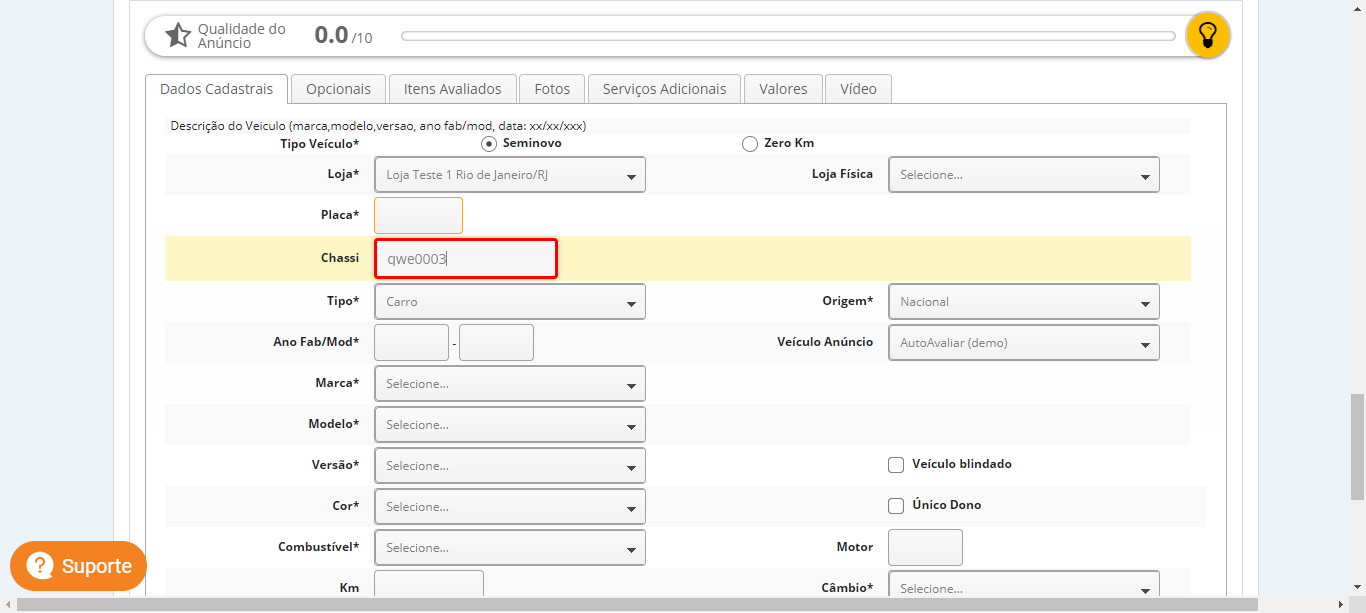 Qualidade do
Anúncio
0.0 /10
Dados Cadastrais Opcionais Itens Avaliados Fotos Serviços Adicionais Valores Vídeo
Descrição do Veiculo (marca,modelo,versao, ano fab/mod, data: xx/xx/xxx)
Tipo Veículo* Seminovo Zero Km
Loja* Loja Teste 1 Rio de Janeiro/RJ Loja Física Selecione...
Placa*
Chassi qwe0003
Tipo* Carro Origem* Nacional
Ano Fab/Mod* - Veículo Anúncio AutoAvaliar (demo)
Marca* Selecione...
Modelo* Selecione...
Versão* Selecione... Veículo blindado
Cor* Selecione... Único Dono
Combustível* Selecione... Motor
Km Câmbio* Selecione...
? Suporte